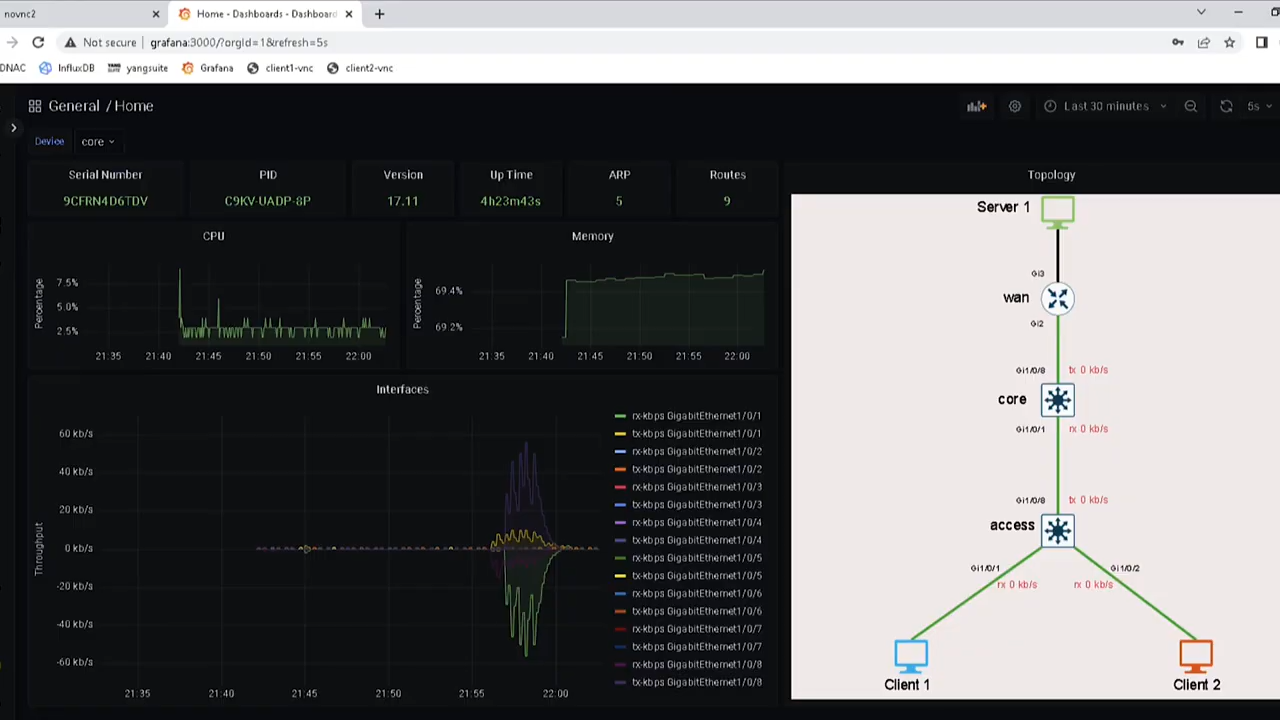 novnc2
Home - Dashboards - Dashboard
Not secure
grafana:3000/?orgId=1&refresh=5s
DNAC
InfluxDB
yangsuite
Grafana
client1-vnc
client2-vnc
General / Home
Last 30 minutes
5s
Device
core
Serial Number
PID
Version
Up Time
ARP
Routes
9CFRN4D6TDV
C9KV-UADP-8P
17.11
4h23m43s
5
9
CPU
Percentage
7.5%
5.0%
2.5%
21:35
21:40
21:45
21:50
21:55
22:00
Memory
Percentage
69.4%
69.2%
21:35
21:40
21:45
21:50
21:55
22:00
Interfaces
Throughput
60 kb/s
40 kb/s
20 kb/s
0 kb/s
-20 kb/s
-40 kb/s
-60 kb/s
21:35
21:40
21:45
21:50
21:55
22:00
rx-kbps GigabitEthernet1/0/1
tx-kbps GigabitEthernet1/0/1
rx-kbps GigabitEthernet1/0/2
tx-kbps GigabitEthernet1/0/2
rx-kbps GigabitEthernet1/0/3
tx-kbps GigabitEthernet1/0/3
rx-kbps GigabitEthernet1/0/4
tx-kbps GigabitEthernet1/0/4
rx-kbps GigabitEthernet1/0/5
tx-kbps GigabitEthernet1/0/5
rx-kbps GigabitEthernet1/0/6
tx-kbps GigabitEthernet1/0/6
rx-kbps GigabitEthernet1/0/7
tx-kbps GigabitEthernet1/0/7
rx-kbps GigabitEthernet1/0/8
tx-kbps GigabitEthernet1/0/8
Topology
Server 1
Gi3
wan
Gi2
Gi1/0/8
tx 0 kb/s
core
Gi1/0/1
rx 0 kb/s
Gi1/0/8
tx 0 kb/s
access
Gi1/0/1
Gi1/0/2
rx 0 kb/s
rx 0 kb/s
Client 1
Client 2